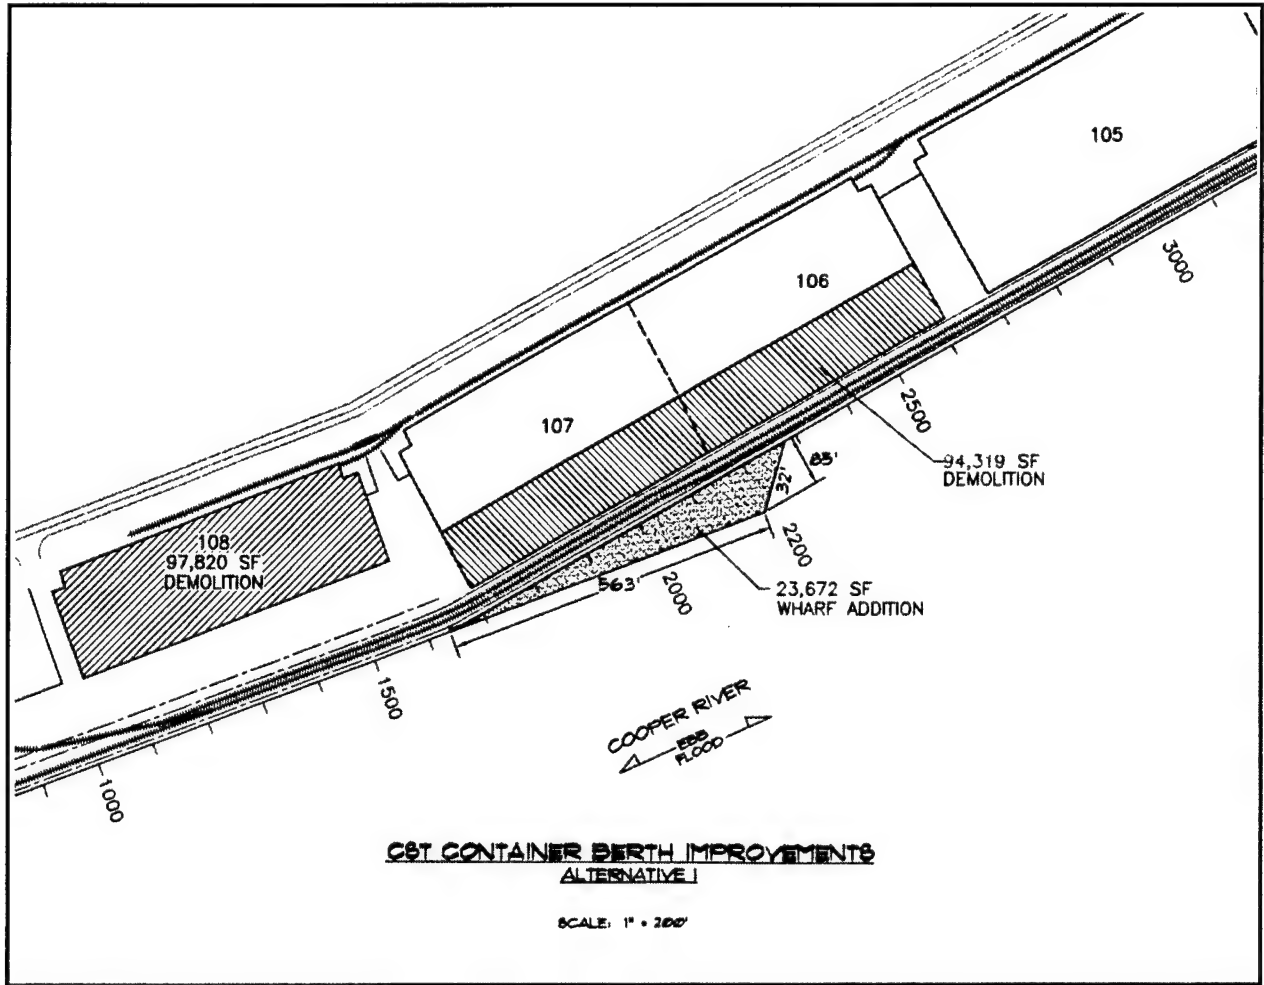 105
3000
106
107
2500
85'
32'
94,319 SF
DEMOLITION
108
97,820 SF
DEMOLITION
2200
563'
2000
23,672 SF
WHARF ADDITION
1500
1000
COOPER RIVER
EBB
FLOOD
CST CONTAINER BERTH IMPROVEMENTS
ALTERNATIVE 1
SCALE: 1" = 200'